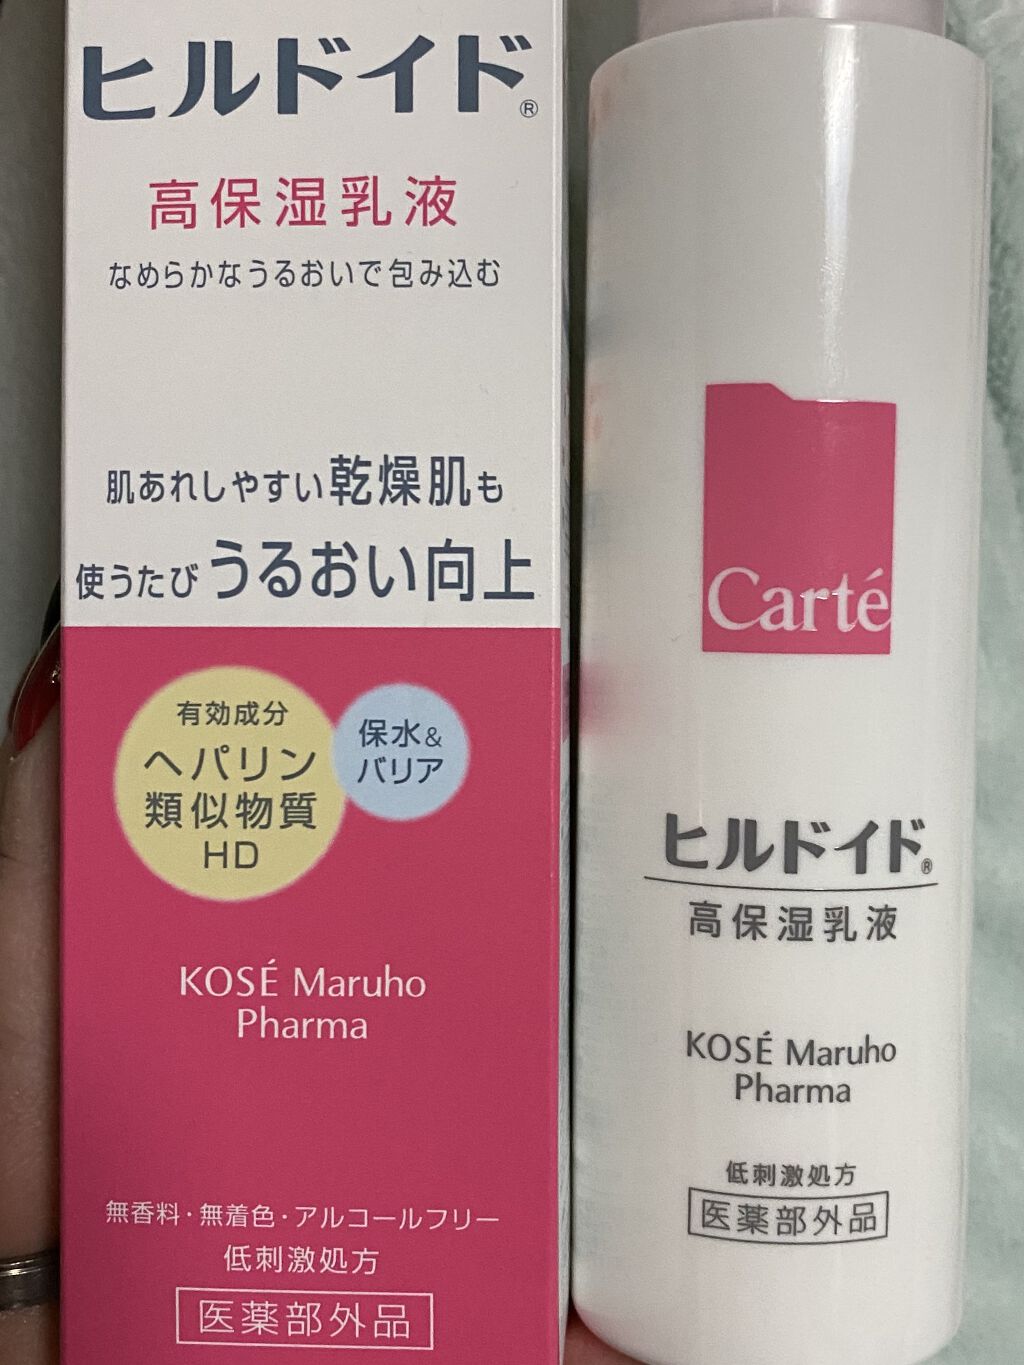 ヒルドイド®
高保湿乳液
なめらかなうるおいで包み込む
肌あれしやすい乾燥肌も
使うたびうるおい向上
有効成分
ヘパリン
類似物質
HD
保水&
バリア
KOSÉ Maruho
Pharma
無香料・無着色・アルコールフリー
低刺激処方
医薬部外品
Carté
ヒルドイド®
高保湿乳液
KOSÉ Maruho
Pharma
低刺激処方
医薬部外品